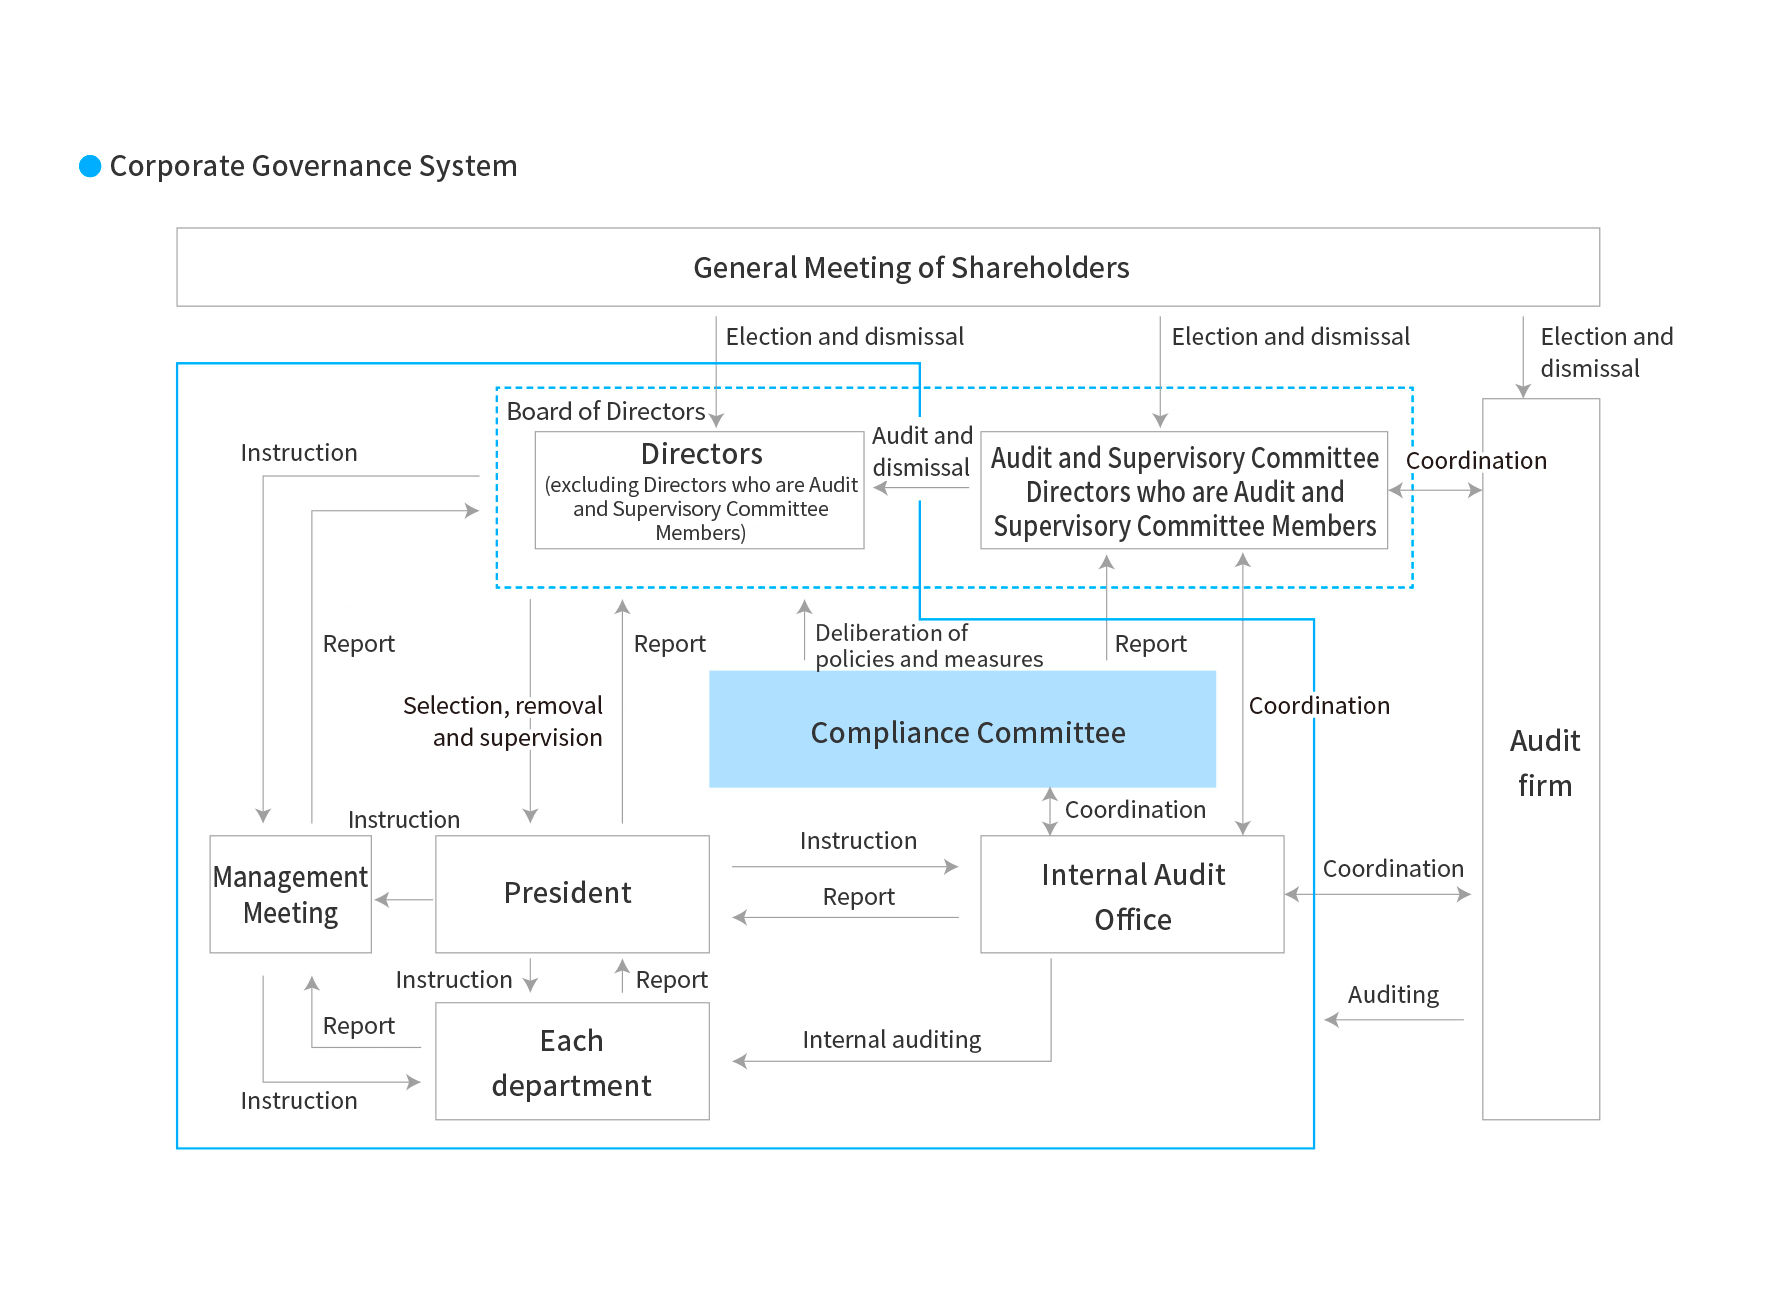 Corporate Governance System
General Meeting of Shareholders
Election and dismissal
Election and dismissal
Election and
dismissal
Board of Directors
Directors
(excluding Directors who are Audit
and Supervisory Committee
Members)
Audit and
dismissal
Audit and Supervisory Committee
Directors who are Audit and
Supervisory Committee Members
Coordination
Instruction
Report
Selection, removal
and supervision
Report
Deliberation of
policies and measures
Report
Compliance Committee
Coordination
Audit
firm
Coordination
Instruction
Management
Meeting
President
Instruction
Report
Internal Audit
Office
Coordination
Instruction
Report
Report
Instruction
Each
department
Internal auditing
Auditing